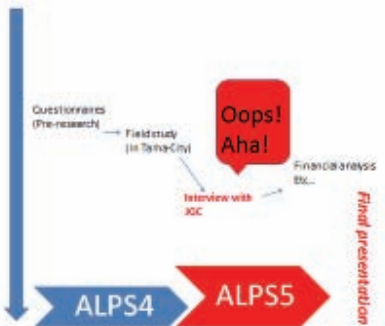 Questionnaires
(Pre-research)
Field study
(in Tama-City)
Oops!
Aha!
Interview with
JGC
Financial analysis
Etc..
Final presentation
ALPS4
ALPS5